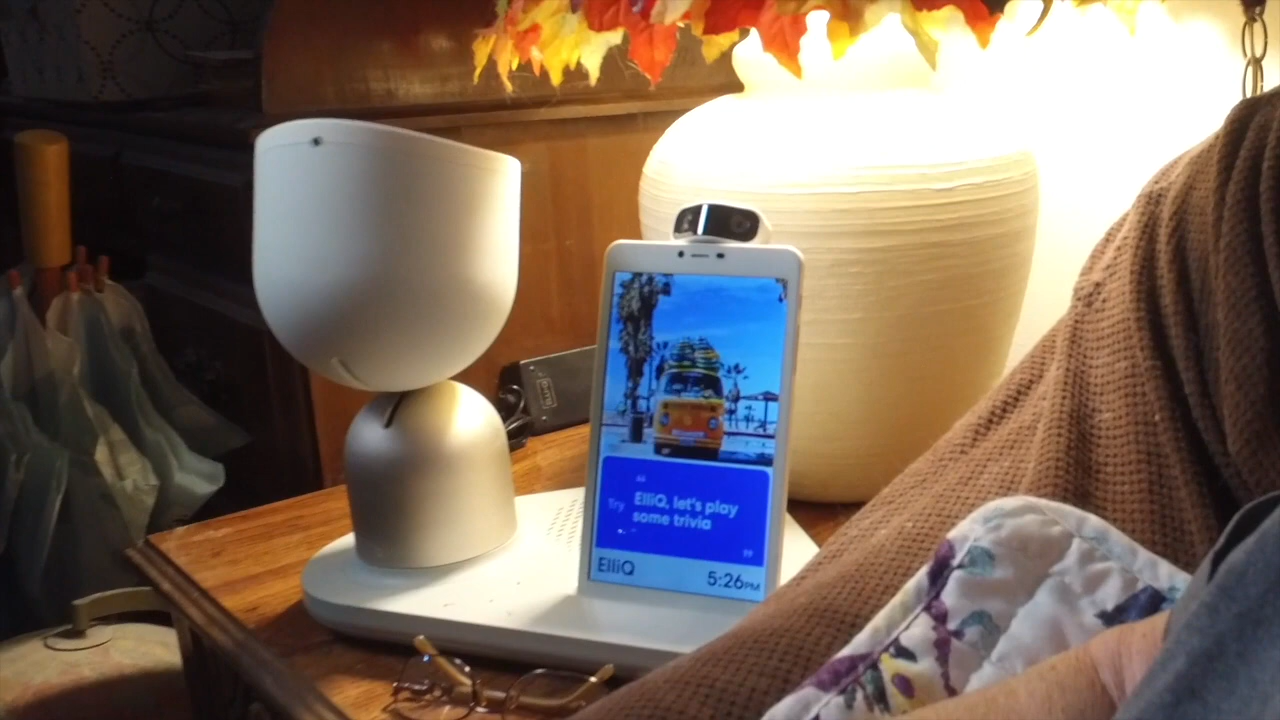 Try
“
ElliQ, let's play
some trivia
”
ElliQ
5:26PM